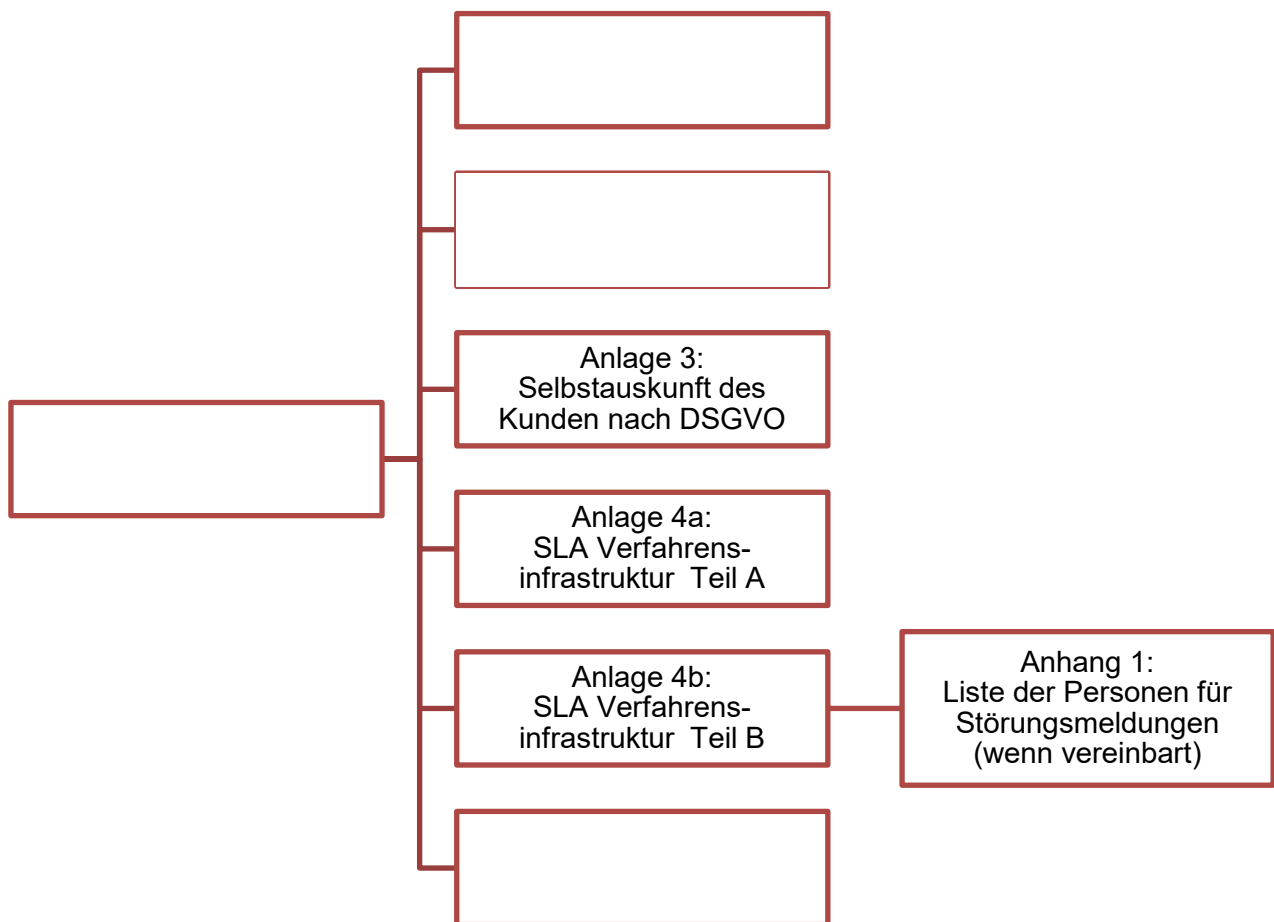 Anlage 3:
Selbstauskunft des
Kunden nach DSGVO
Anlage 4a:
SLA Verfahrens-
infrastruktur  Teil A
Anlage 4b:
SLA Verfahrens-
infrastruktur  Teil B
Anhang 1:
Liste der Personen für
Störungsmeldungen
(wenn vereinbart)